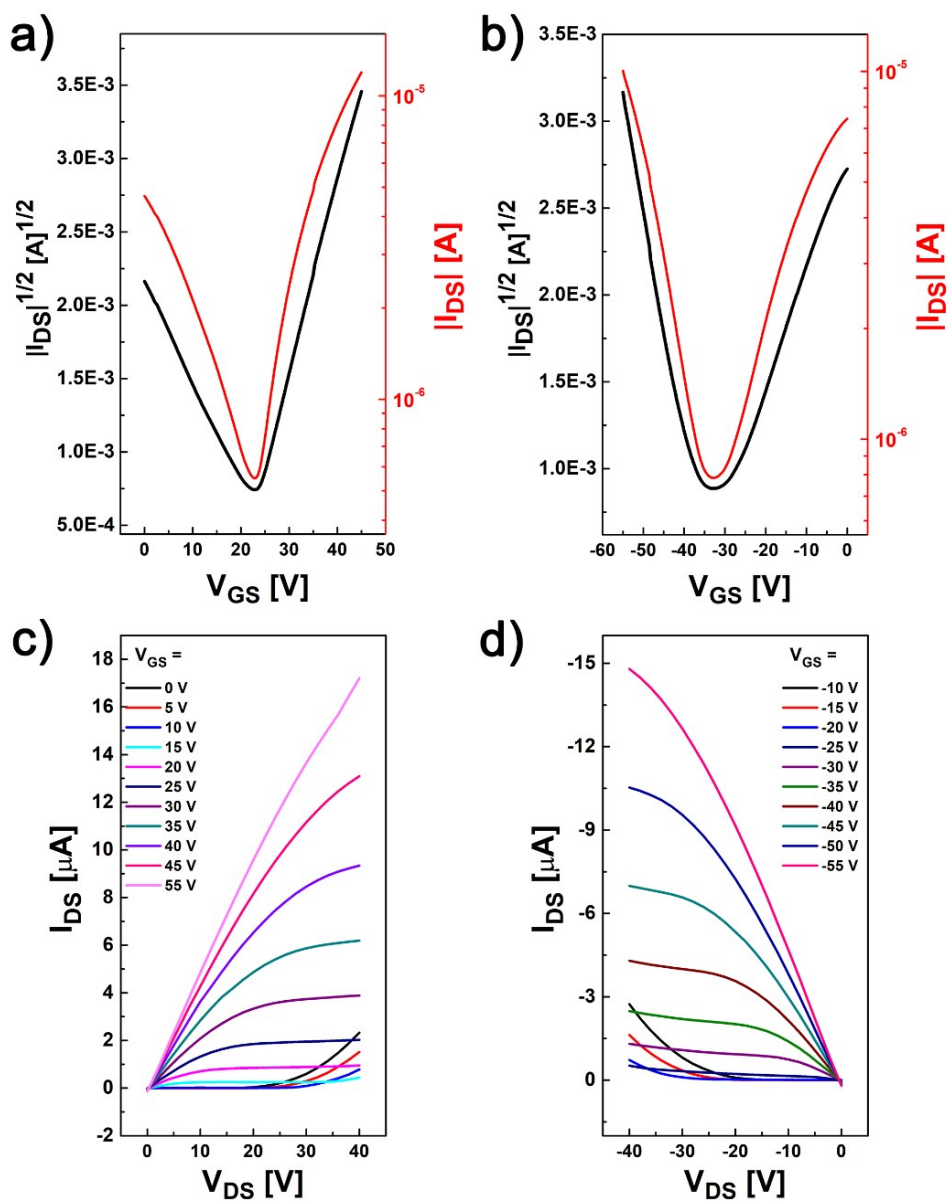 a)
|I_DS|^1/2 [A]^1/2
3.5E-3
3.0E-3
2.5E-3
2.0E-3
1.5E-3
1.0E-3
5.0E-4
0 10 20 30 40 50
V_GS [V]
10^-5
10^-6
|I_DS| [A]
b)
|I_DS|^1/2 [A]^1/2
3.5E-3
3.0E-3
2.5E-3
2.0E-3
1.5E-3
1.0E-3
-60 -50 -40 -30 -20 -10 0
V_GS [V]
10^-5
10^-6
|I_DS| [A]
c)
I_DS [µA]
18
16
14
12
10
8
6
4
2
0
-2
V_GS =
0 V
5 V
10 V
15 V
20 V
25 V
30 V
35 V
40 V
45 V
55 V
0 10 20 30 40
V_DS [V]
d)
I_DS [µA]
-15
-12
-9
-6
-3
0
V_GS =
-10 V
-15 V
-20 V
-25 V
-30 V
-35 V
-40 V
-45 V
-50 V
-55 V
-40 -30 -20 -10 0
V_DS [V]